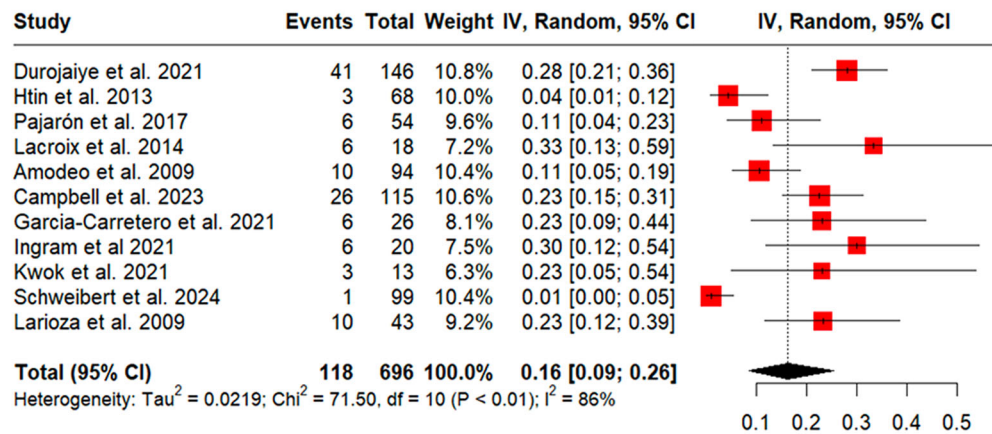 Study Events Total Weight IV, Random, 95% CI IV, Random, 95% CI
Durojaiye et al. 2021 41 146 10.8% 0.28 [0.21; 0.36]
Htin et al. 2013 3 68 10.0% 0.04 [0.01; 0.12]
Pajarón et al. 2017 6 54 9.6% 0.11 [0.04; 0.23]
Lacroix et al. 2014 6 18 7.2% 0.33 [0.13; 0.59]
Amodeo et al. 2009 10 94 10.4% 0.11 [0.05; 0.19]
Campbell et al. 2023 26 115 10.6% 0.23 [0.15; 0.31]
Garcia-Carretero et al. 2021 6 26 8.1% 0.23 [0.09; 0.44]
Ingram et al 2021 6 20 7.5% 0.30 [0.12; 0.54]
Kwok et al. 2021 3 13 6.3% 0.23 [0.05; 0.54]
Schweibert et al. 2024 1 99 10.4% 0.01 [0.00; 0.05]
Larioza et al. 2009 10 43 9.2% 0.23 [0.12; 0.39]
Total (95% CI) 118 696 100.0% 0.16 [0.09; 0.26]
Heterogeneity: Tau² = 0.0219; Chi² = 71.50, df = 10 (P < 0.01); I² = 86%
0.1 0.2 0.3 0.4 0.5